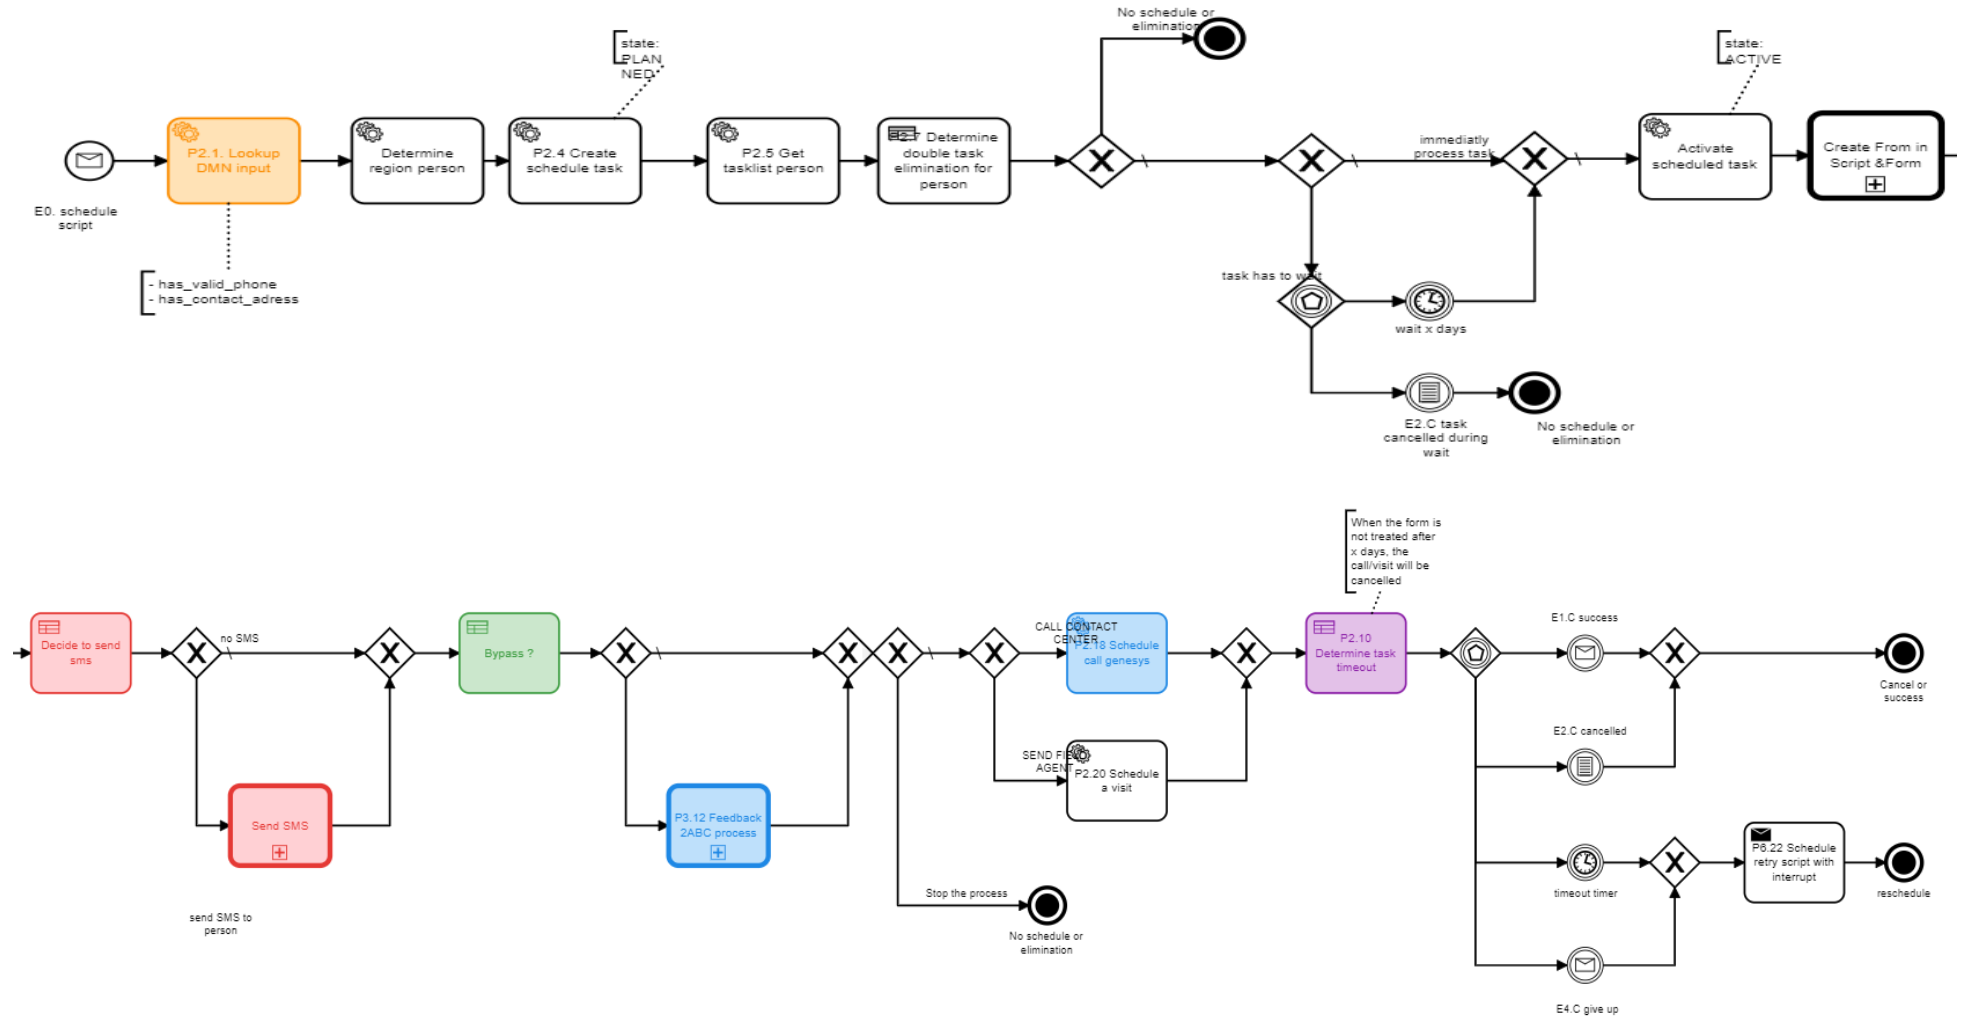 No schedule or
elimination
state:
PLAN
NED
state:
ACTIVE
E0. schedule
script
P2.1. Lookup
DMN input
- has_valid_phone
- has_contact_adress
Determine
region person
P2.4 Create
schedule task
P2.5 Get
tasklist person
P2.7 Determine
double task
elimination for
person
immediatly
process task
task has to wait
wait x days
E2.C task
cancelled during
wait
No schedule or
elimination
Activate
scheduled task
Create From in
Script &Form
When the form is
not treated after
x days, the
call/visit will be
cancelled
Decide to send
sms
no SMS
Send SMS
send SMS to
person
Bypass ?
P3.12 Feedback
2ABC process
Stop the process
No schedule or
elimination
CALL CONTACT
CENTER
P2.18 Schedule
call genesys
SEND FIELD
AGENT
P2.20 Schedule
a visit
P2.10
Determine task
timeout
E1.C success
E2.C cancelled
timeout timer
E4.C give up
P6.22 Schedule
retry script with
interrupt
Cancel or
success
reschedule